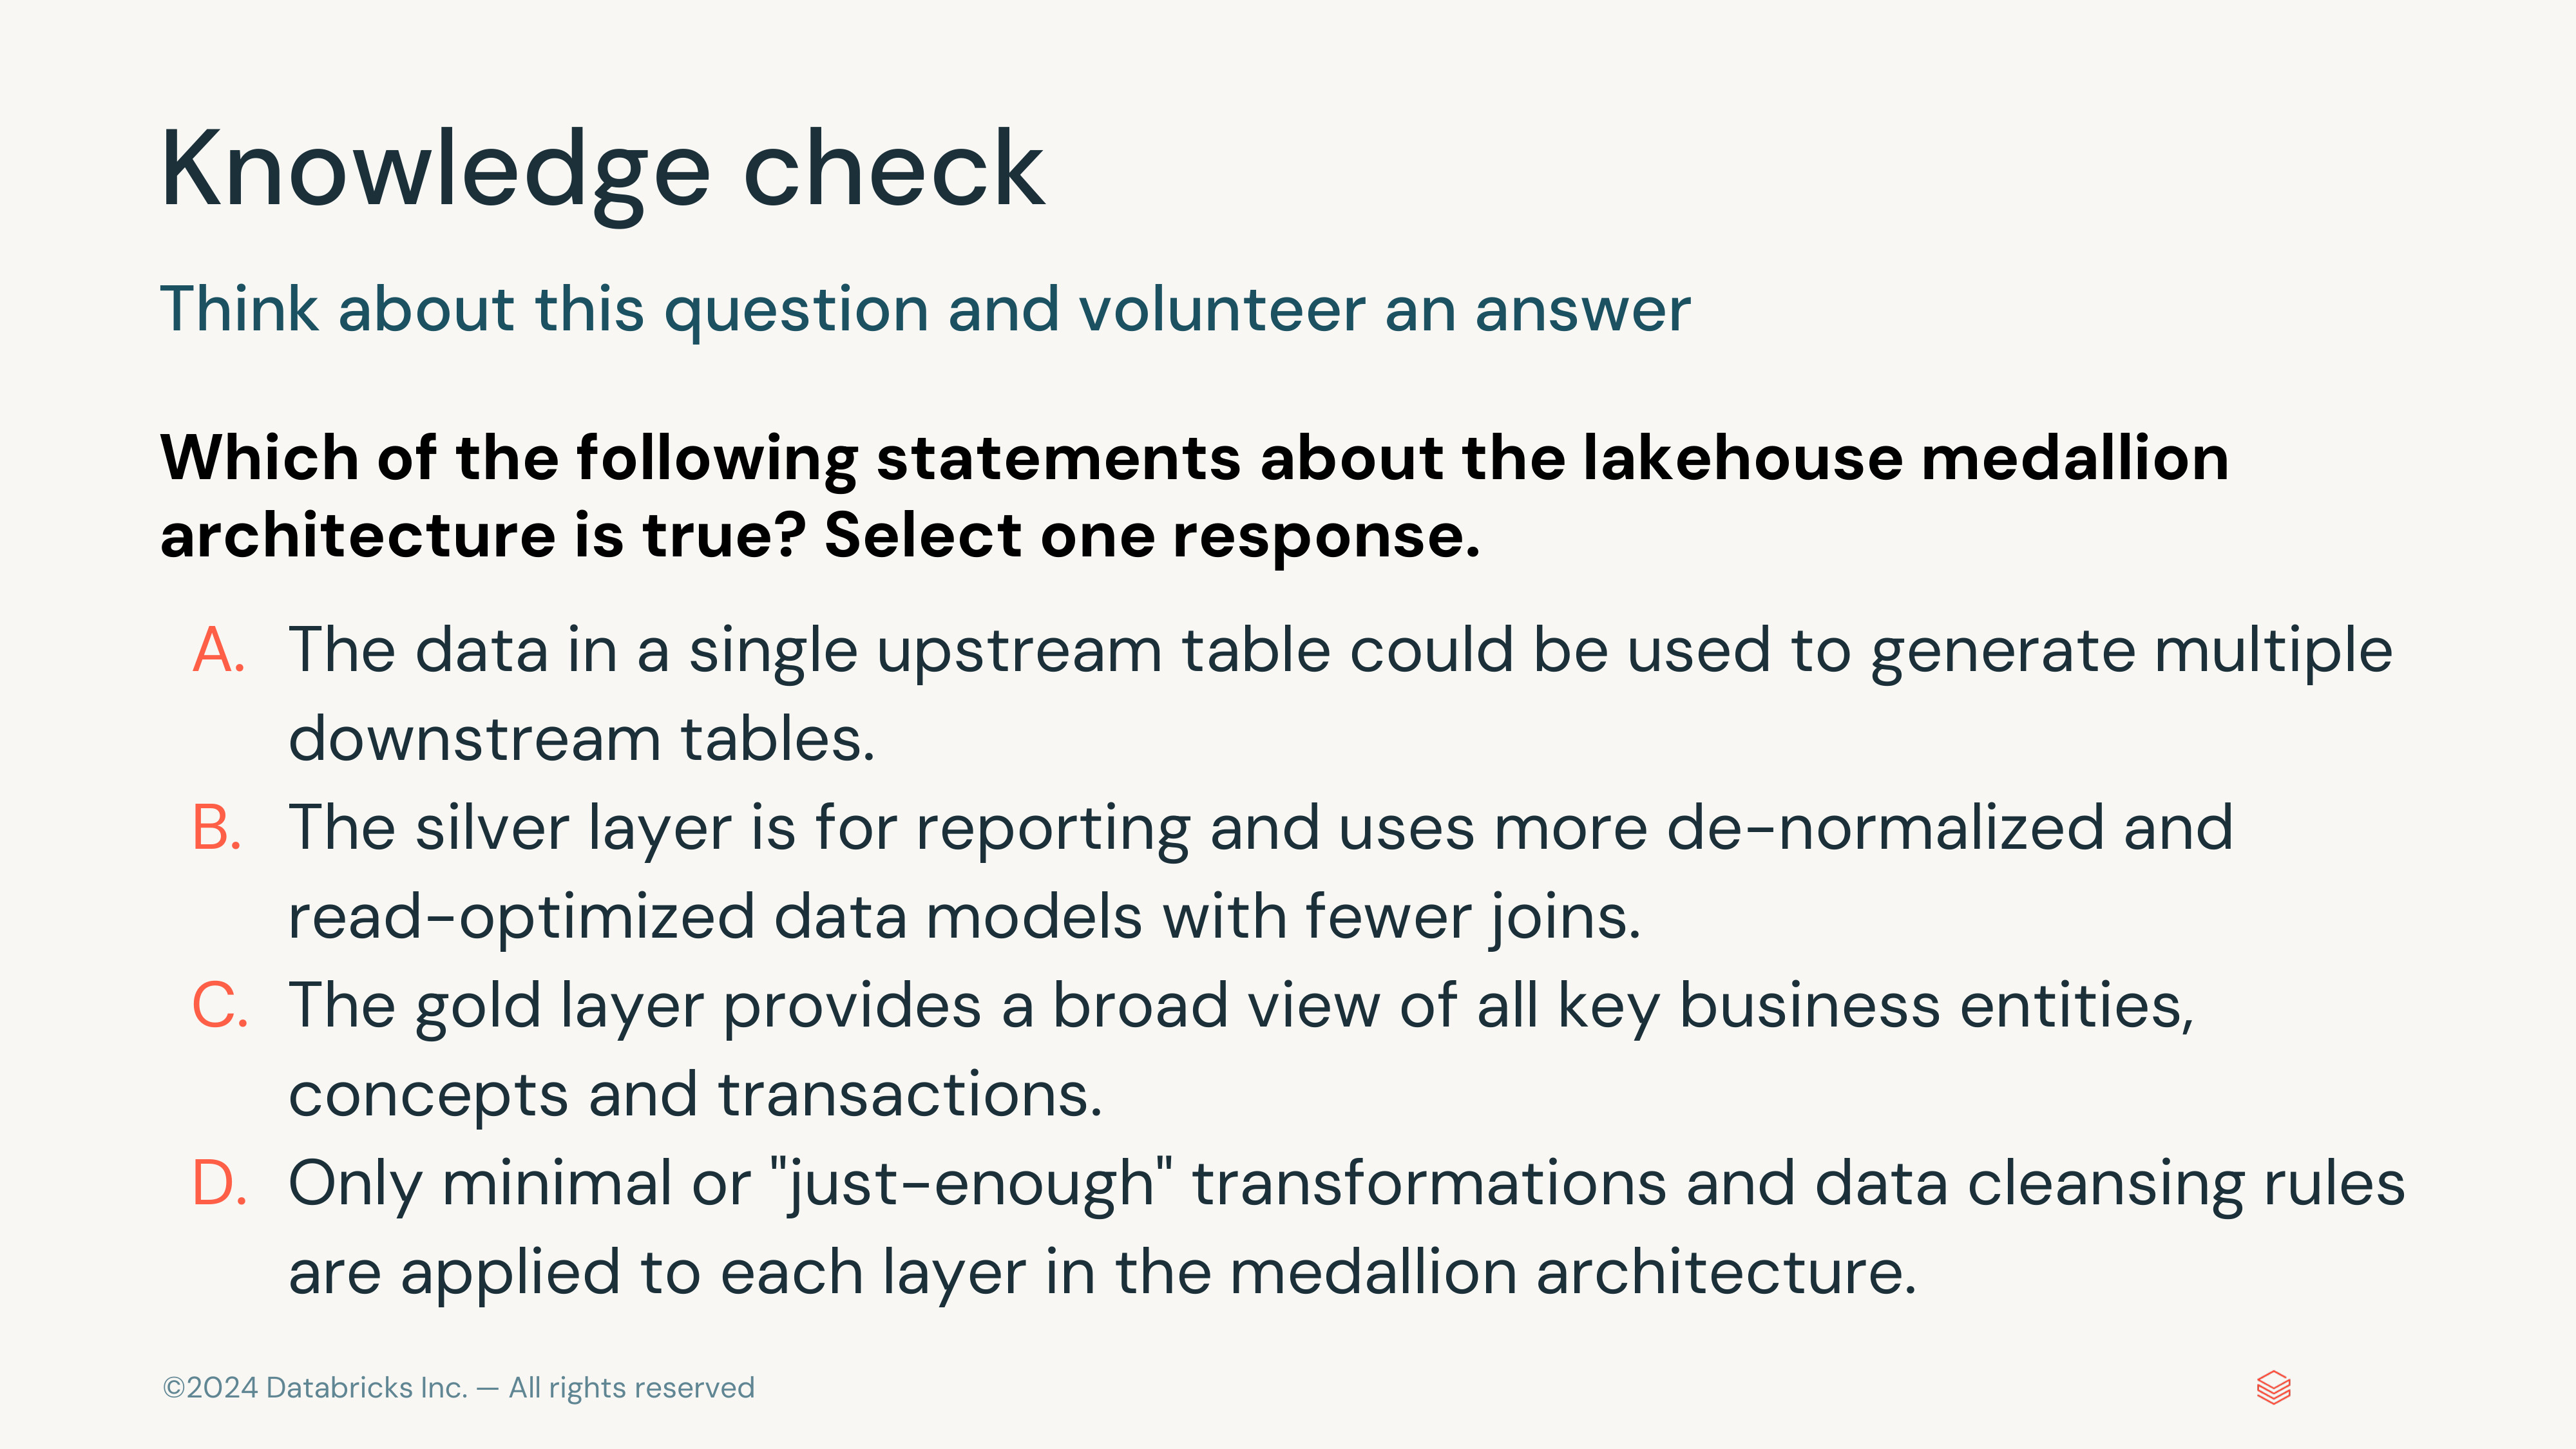 Knowledge check
Think about this question and volunteer an answer
Which of the following statements about the lakehouse medallion
architecture is true? Select one response.
A. The data in a single upstream table could be used to generate multiple
downstream tables.
B. The silver layer is for reporting and uses more de-normalized and
read-optimized data models with fewer joins.
C. The gold layer provides a broad view of all key business entities,
concepts and transactions.
D. Only minimal or "just-enough" transformations and data cleansing rules
are applied to each layer in the medallion architecture.
©2024 Databricks Inc. — All rights reserved